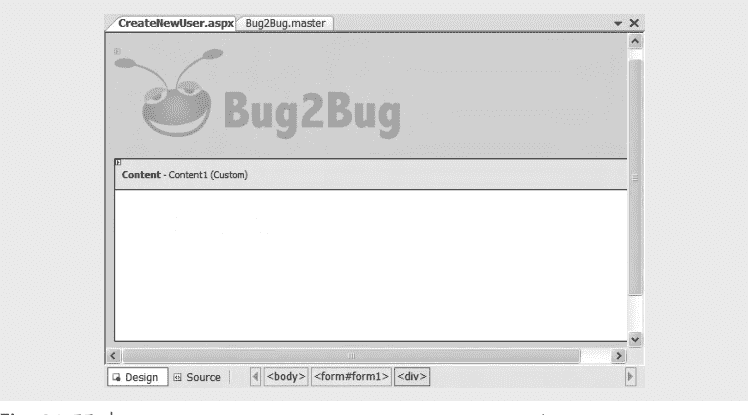 CreateNewUser.aspx Bug2Bug.master
Bug2Bug
Content - Content1 (Custom)
Design Source <body> <form#form1> <div>